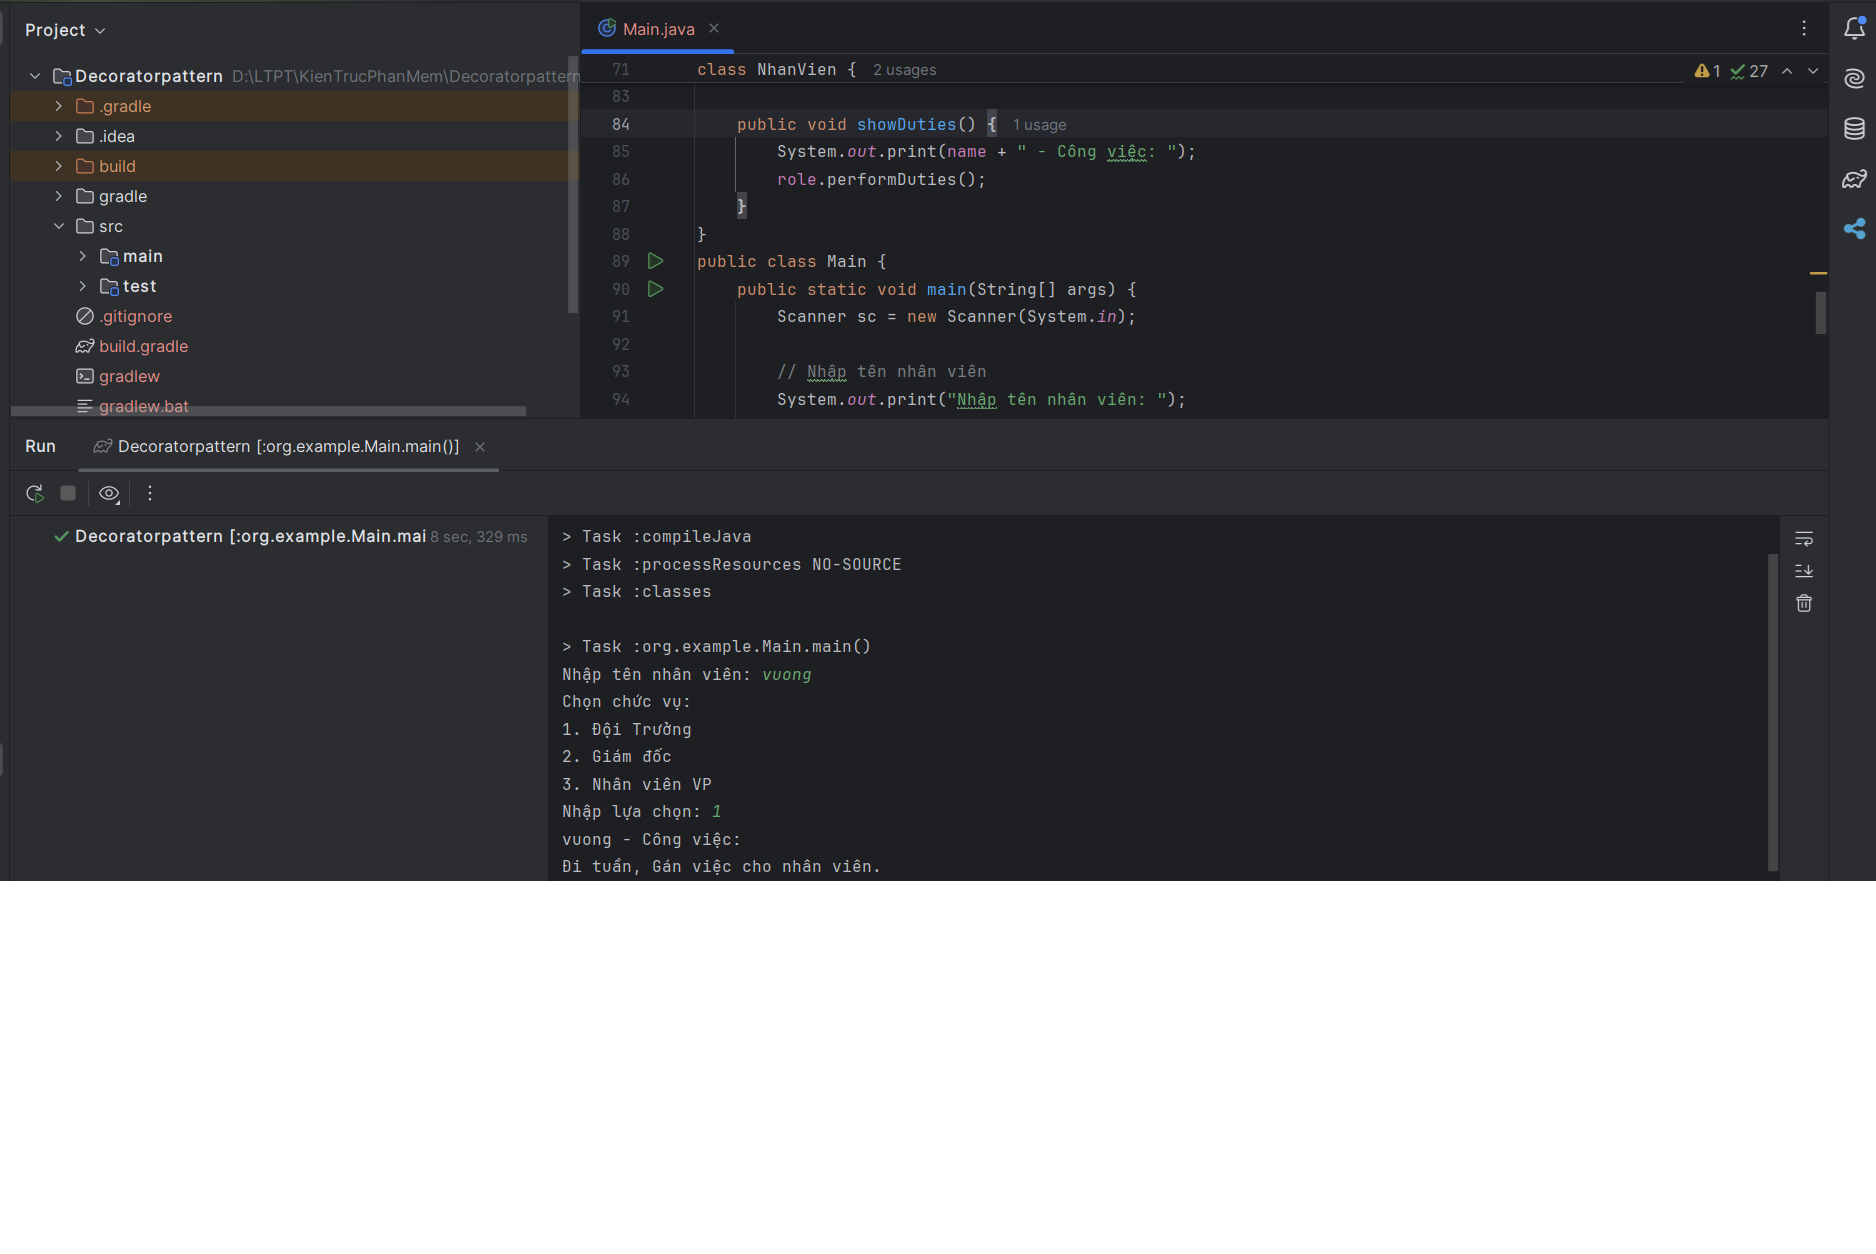 Project
Decoratorpattern D:\LTPT\KienTrucPhanMem\Decoratorpattern
.gradle
.idea
build
gradle
src
main
test
.gitignore
build.gradle
gradlew
gradlew.bat
Main.java
71 class NhanVien { 2 usages
1 27
83
84 public void showDuties() { 1 usage
85 System.out.print(name + " - Công việc: ");
86 role.performDuties();
87 }
88 }
89 public class Main {
90 public static void main(String[] args) {
91 Scanner sc = new Scanner(System.in);
92
93 // Nhập tên nhân viên
94 System.out.print("Nhập tên nhân viên: ");
Run Decoratorpattern [:org.example.Main.main()]
Decoratorpattern [:org.example.Main.mai 8 sec, 329 ms
> Task :compileJava
> Task :processResources NO-SOURCE
> Task :classes
> Task :org.example.Main.main()
Nhập tên nhân viên: vuong
Chọn chức vụ:
1. Đội Trưởng
2. Giám đốc
3. Nhân viên VP
Nhập lựa chọn: 1
vuong - Công việc:
Đi tuần, Gán việc cho nhân viên.